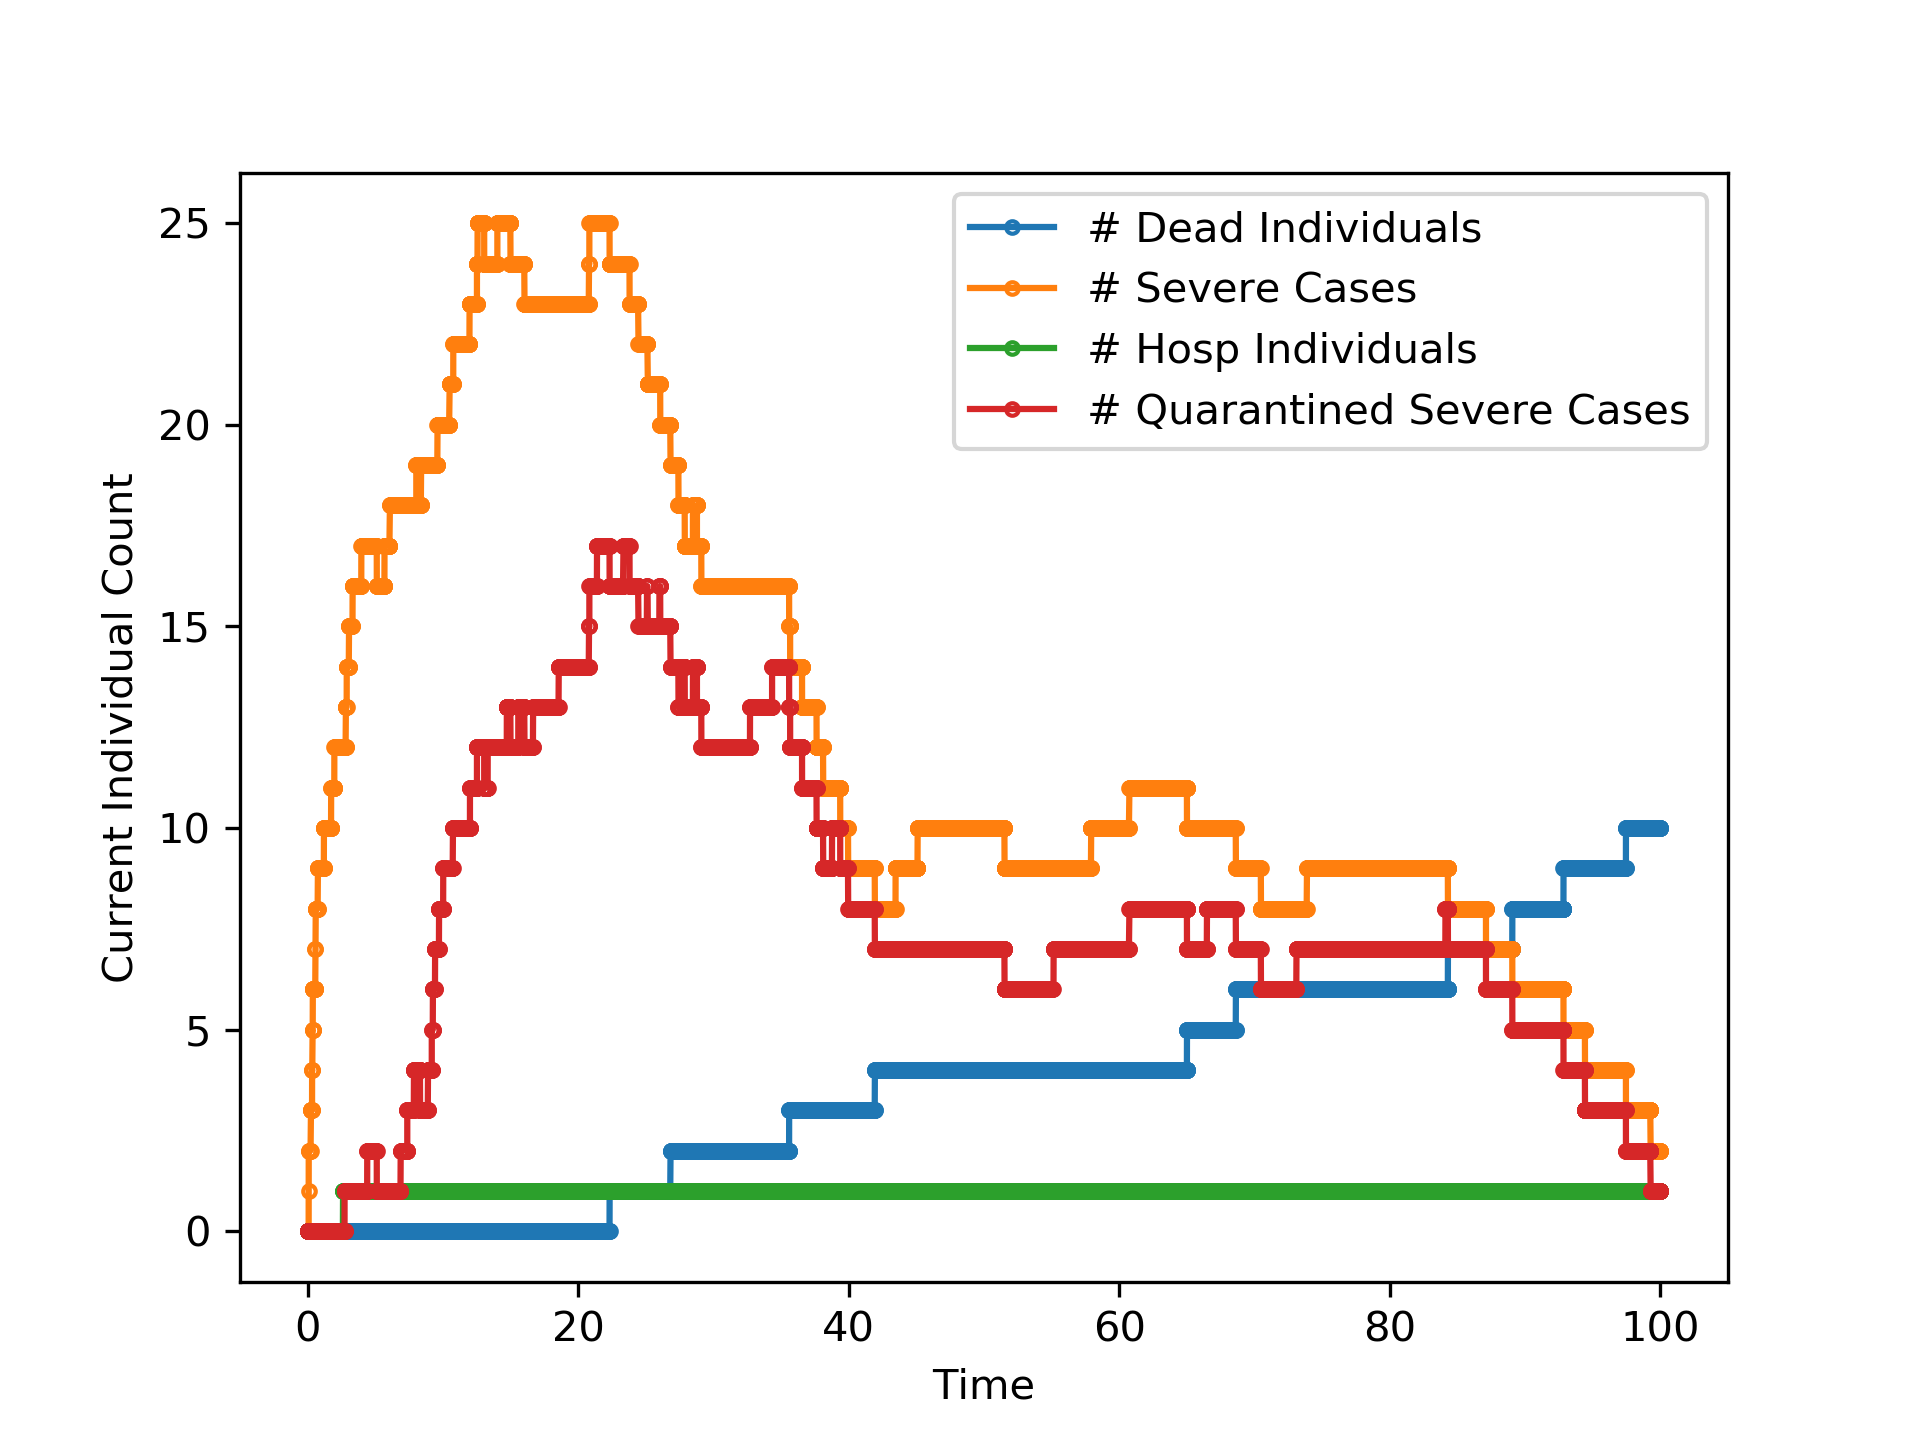 # Dead Individuals
# Severe Cases
# Hosp Individuals
# Quarantined Severe Cases
25
20
15
10
5
0
Current Individual Count
0 20 40 60 80 100
Time